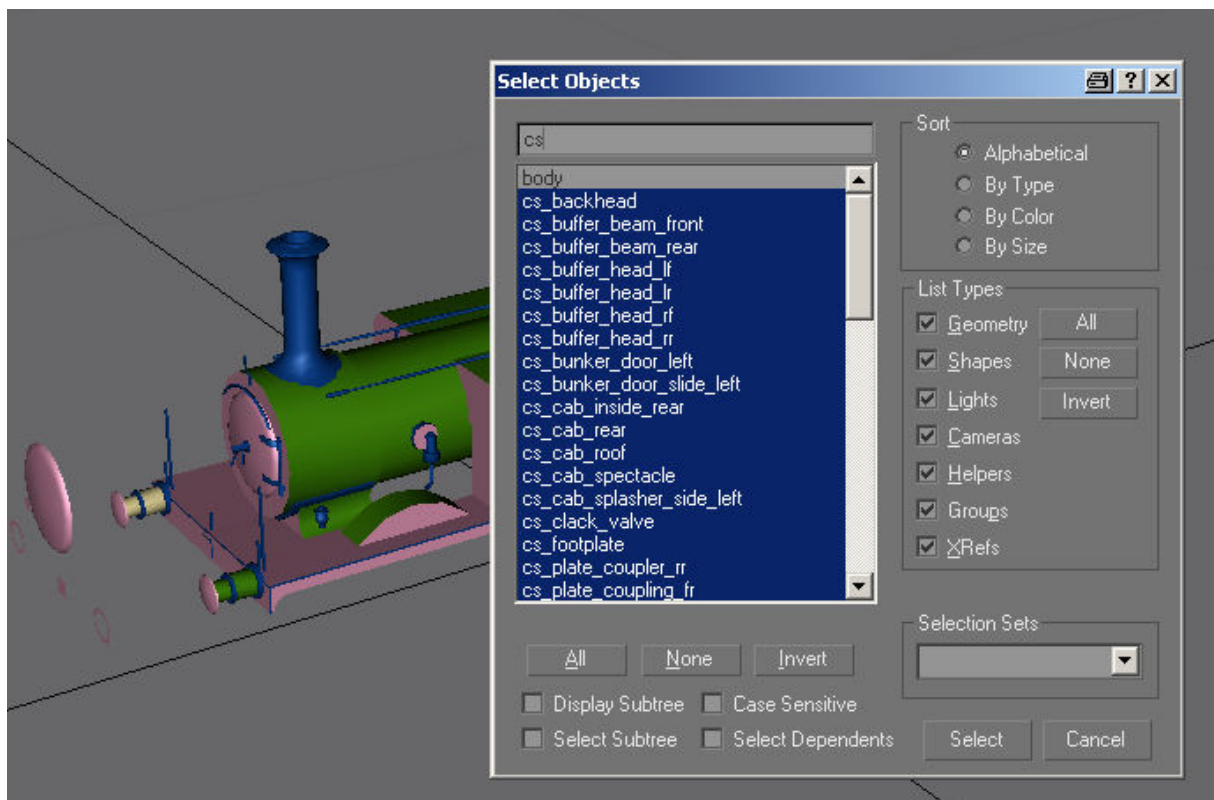 Select Objects
cs
body
cs_backhead
cs_buffer_beam_front
cs_buffer_beam_rear
cs_buffer_head_lf
cs_buffer_head_lr
cs_buffer_head_rf
cs_buffer_head_rr
cs_bunker_door_left
cs_bunker_door_slide_left
cs_cab_inside_rear
cs_cab_rear
cs_cab_roof
cs_cab_spectacle
cs_cab_splasher_side_left
cs_clack_valve
cs_footplate
cs_plate_coupler_rr
cs_plate_coupling_fr
All None Invert
Display Subtree Case Sensitive
Select Subtree Select Dependents
Sort
Alphabetical
By Type
By Color
By Size
List Types
Geometry All
Shapes None
Lights Invert
Cameras
Helpers
Groups
XRefs
Selection Sets
Select Cancel